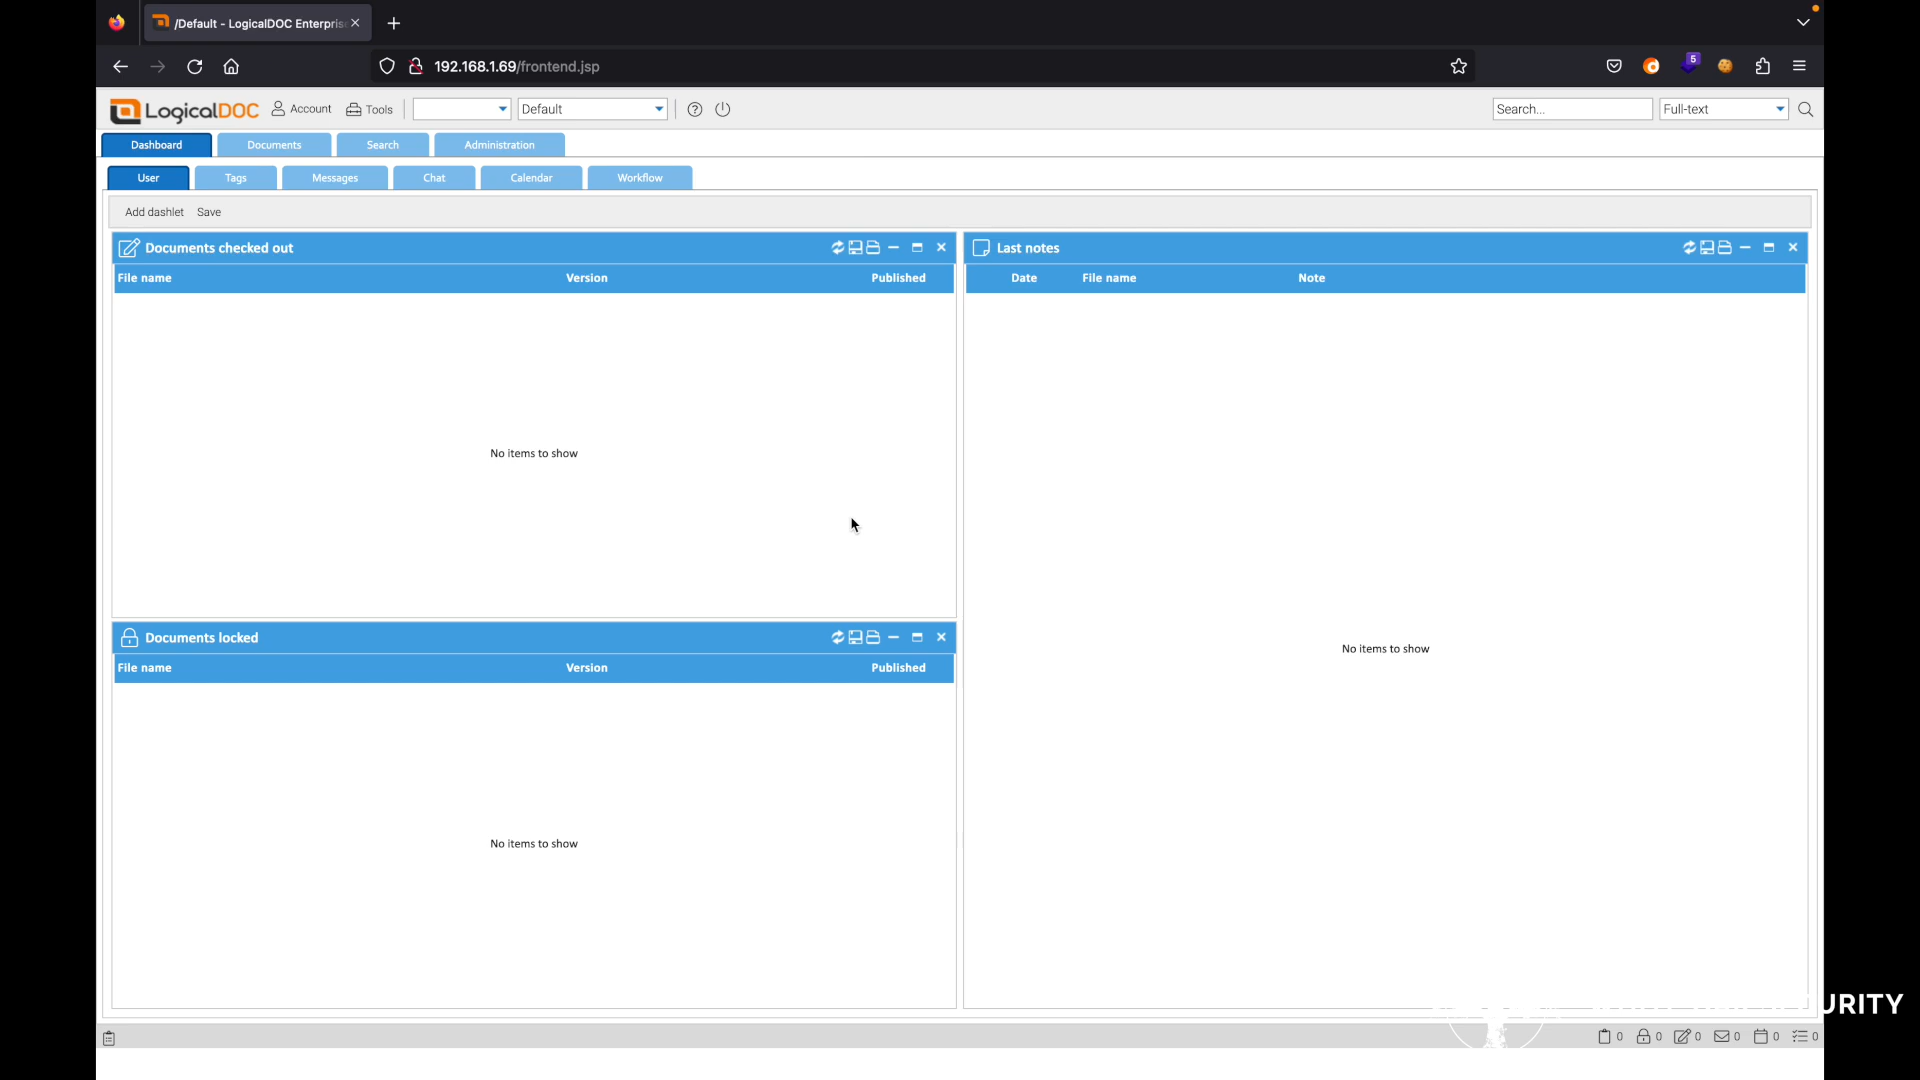 /Default - LogicalDOC Enterpris
5
192.168.1.69/frontend.jsp
LogicalDOC Account Tools Default Search... Full-text
Dashboard Documents Search Administration
User Tags Messages Chat Calendar Workflow
Add dashlet Save
Documents checked out
File name Version Published
No items to show
Documents locked
File name Version Published
No items to show
Last notes
Date File name Note
No items to show
URITY
0 0 0 0 0 0